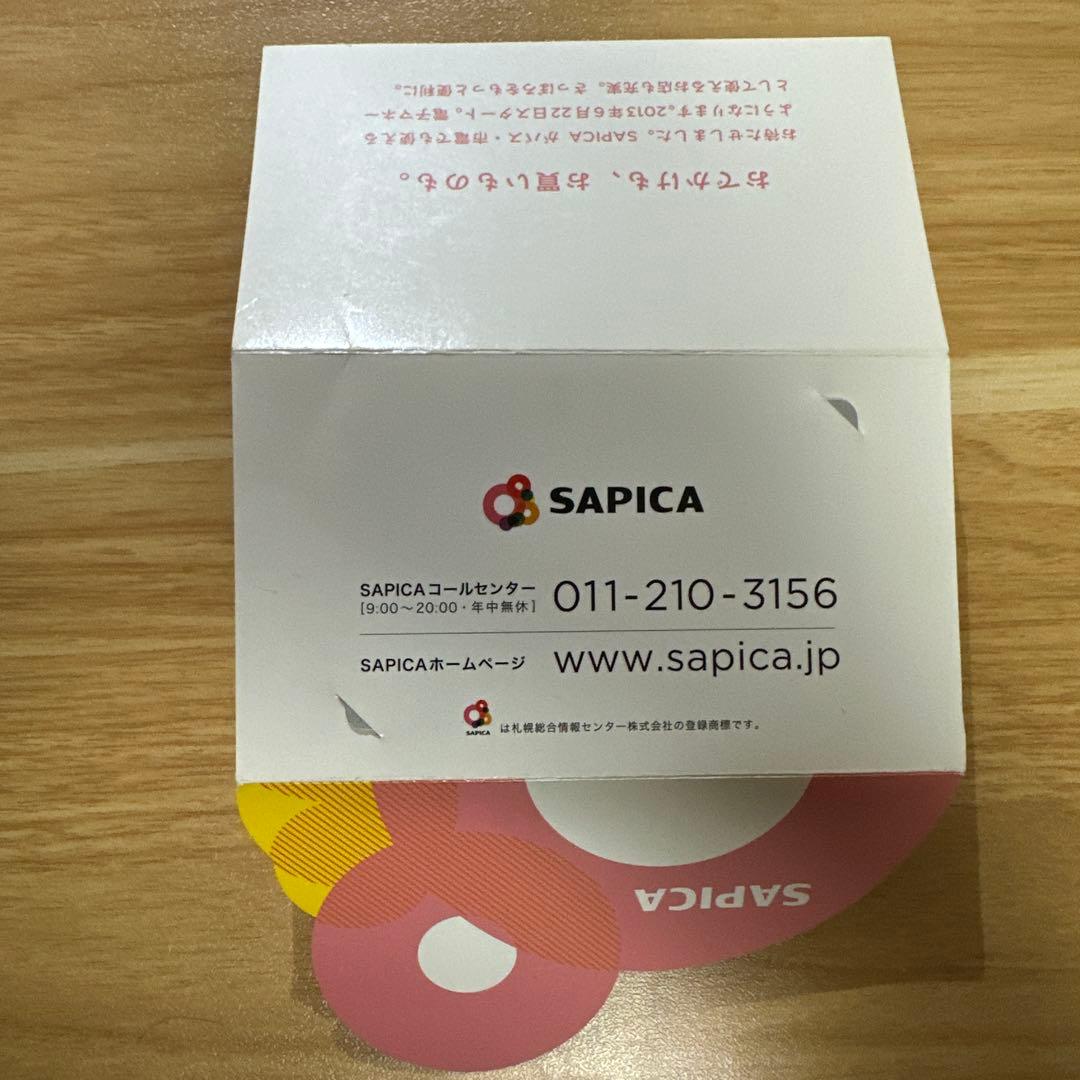 おでかけも、お買いものも。
お待たせしました。SAPICA がバス・市電でも使える
ようになります。2013年6月22日スタート。電子マネー
として使えるお店も充実。さっぽろをもっと便利に。
SAPICA
SAPICAコールセンター 011-210-3156
[9:00～20:00・年中無休]
SAPICAホームページ www.sapica.jp
SAPICA は札幌総合情報センター株式会社の登録商標です。
SAPICA